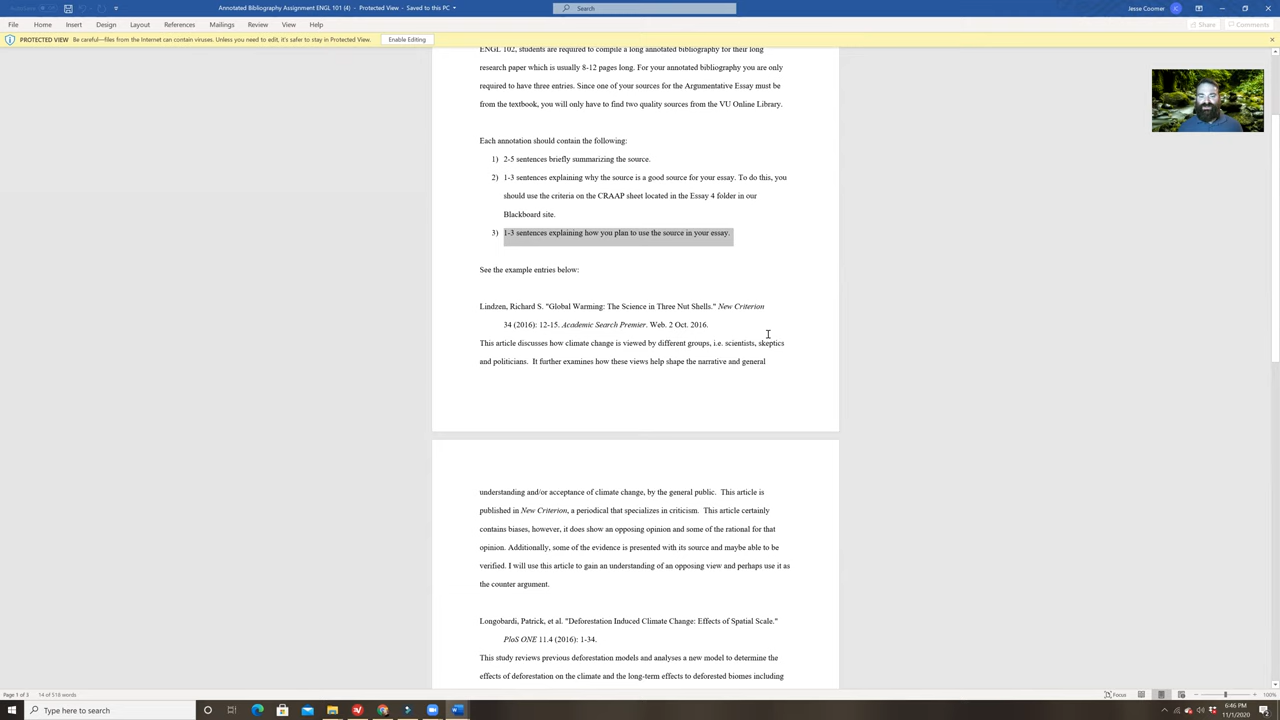 Annotated Bibliography Assignment ENGL 101 (4) - Protected View - Saved to this PC
Search
Jesse Coomer
File Home Insert Design Layout References Mailings Review View Help
Share Comments
PROTECTED VIEW Be careful—files from the Internet can contain viruses. Unless you need to edit, it's safer to stay in Protected View. Enable Editing
ENGL 102, students are required to compile a long annotated bibliography for their long
research paper which is usually 8-12 pages long. For your annotated bibliography you are only
required to have three entries. Since one of your sources for the Argumentative Essay must be
from the textbook, you will only have to find two quality sources from the VU Online Library.
Each annotation should contain the following:
1) 2-5 sentences briefly summarizing the source.
2) 1-3 sentences explaining why the source is a good source for your essay. To do this, you
should use the criteria on the CRAAP sheet located in the Essay 4 folder in our
Blackboard site.
3) 1-3 sentences explaining how you plan to use the source in your essay.
See the example entries below:
Lindzen, Richard S. "Global Warming: The Science in Three Nut Shells." New Criterion
34 (2016): 12-15. Academic Search Premier. Web. 2 Oct. 2016.
This article discusses how climate change is viewed by different groups, i.e. scientists, skeptics
and politicians. It further examines how these views help shape the narrative and general
understanding and/or acceptance of climate change, by the general public. This article is
published in New Criterion, a periodical that specializes in criticism. This article certainly
contains biases, however, it does show an opposing opinion and some of the rational for that
opinion. Additionally, some of the evidence is presented with its source and maybe able to be
verified. I will use this article to gain an understanding of an opposing view and perhaps use it as
the counter argument.
Longobardi, Patrick, et al. "Deforestation Induced Climate Change: Effects of Spatial Scale."
PloS ONE 11.4 (2016): 1-34.
This study reviews previous deforestation models and analyses a new model to determine the
effects of deforestation on the climate and the long-term effects to deforested biomes including
Page 1 of 3 14 of 518 words
Focus
100%
Type here to search
6:46 PM
11/1/2020